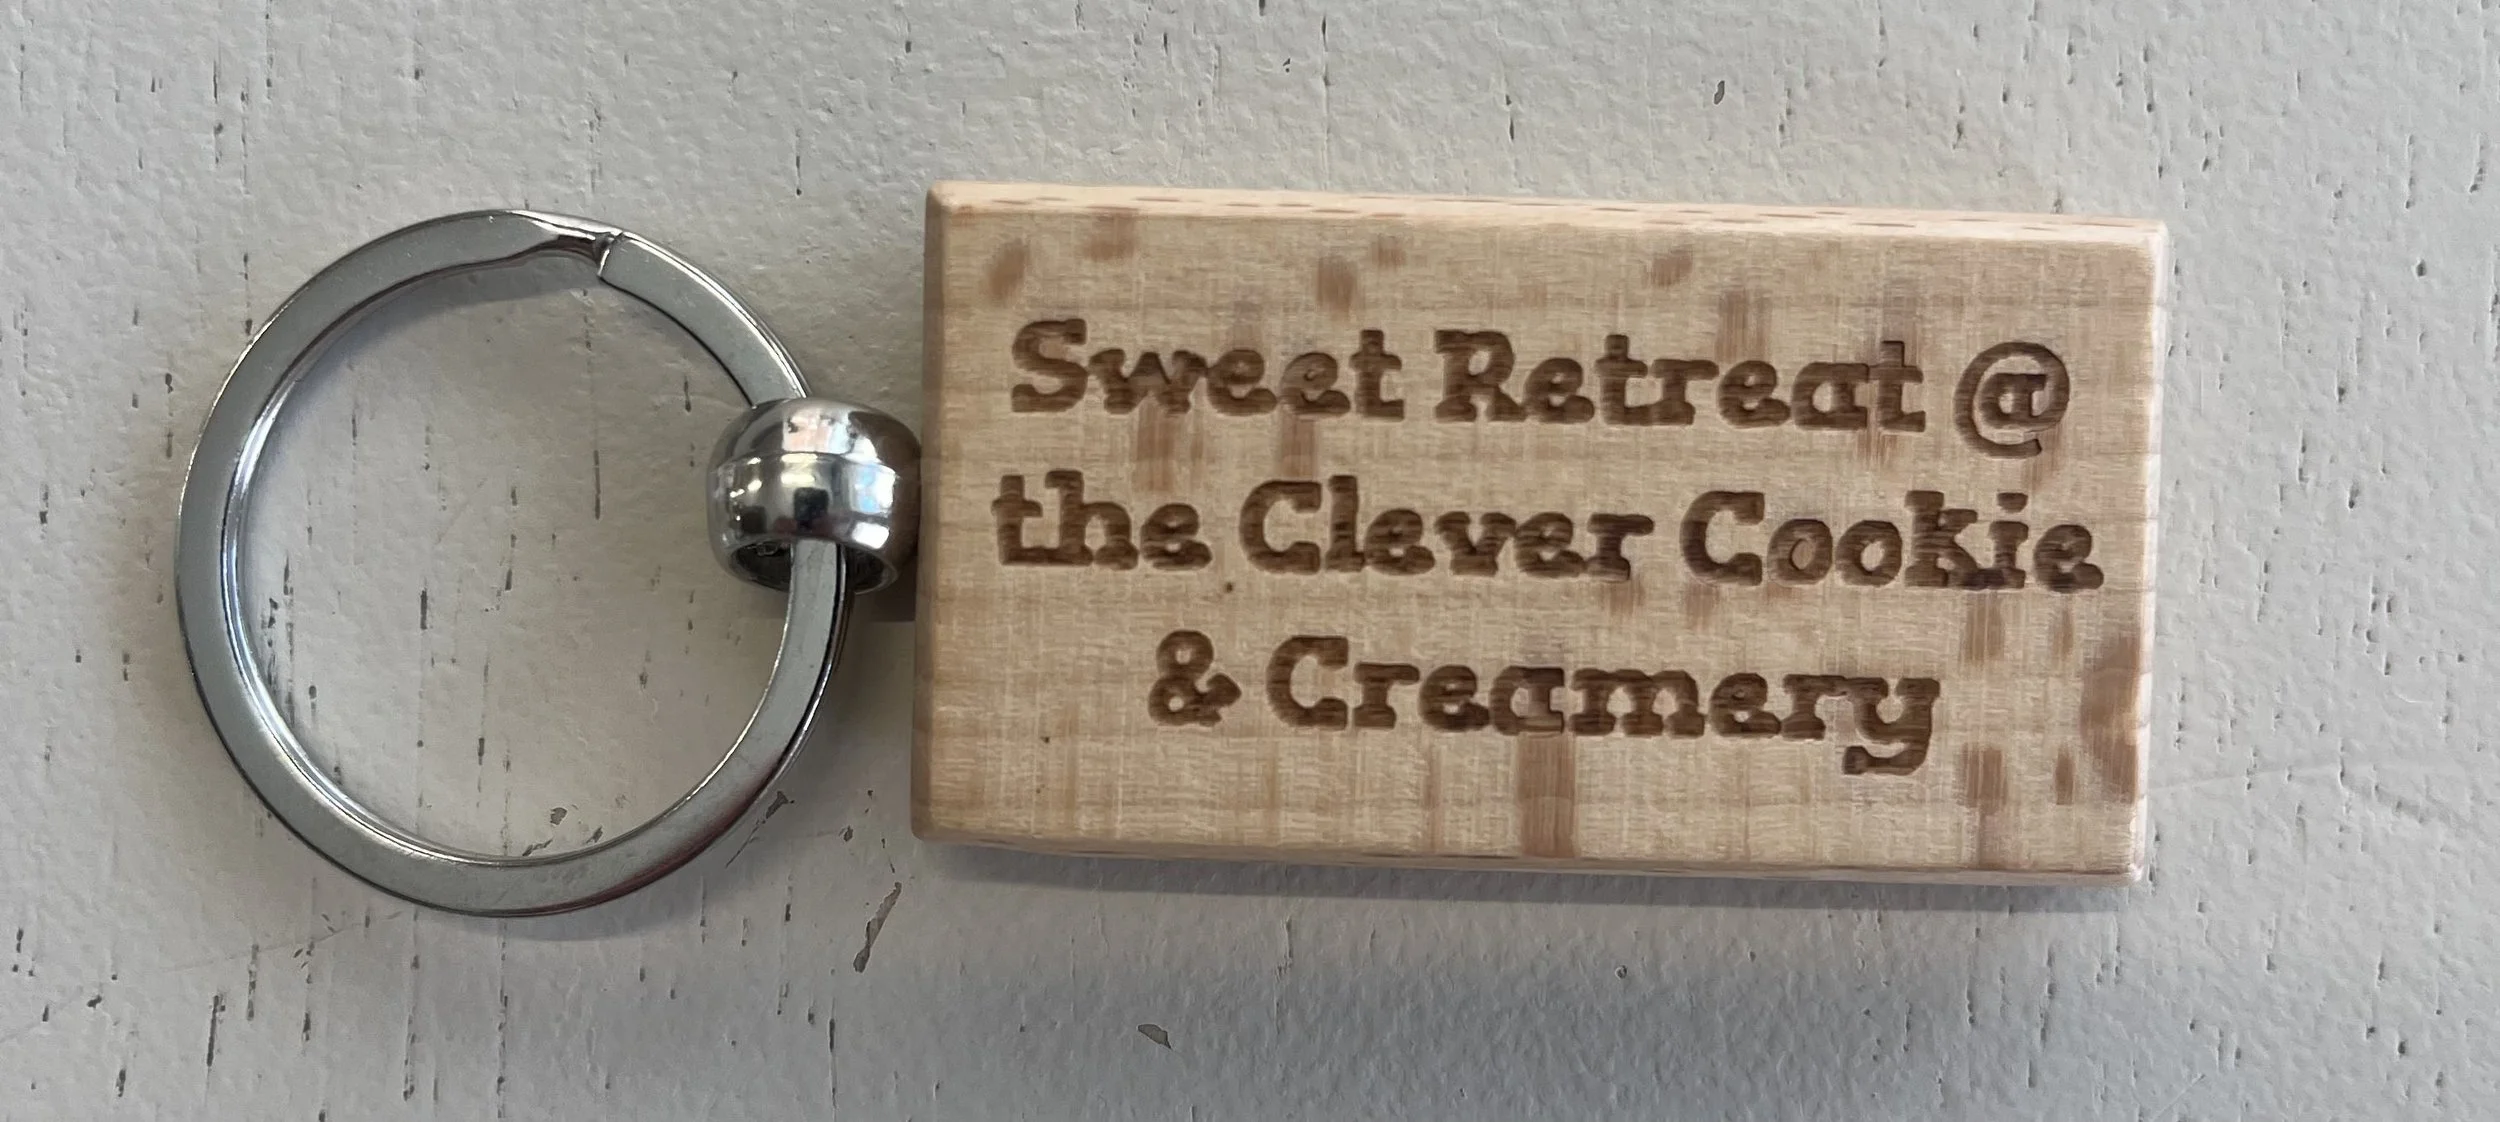 Sweet Retreat @
the Clever Cookie
& Creamery